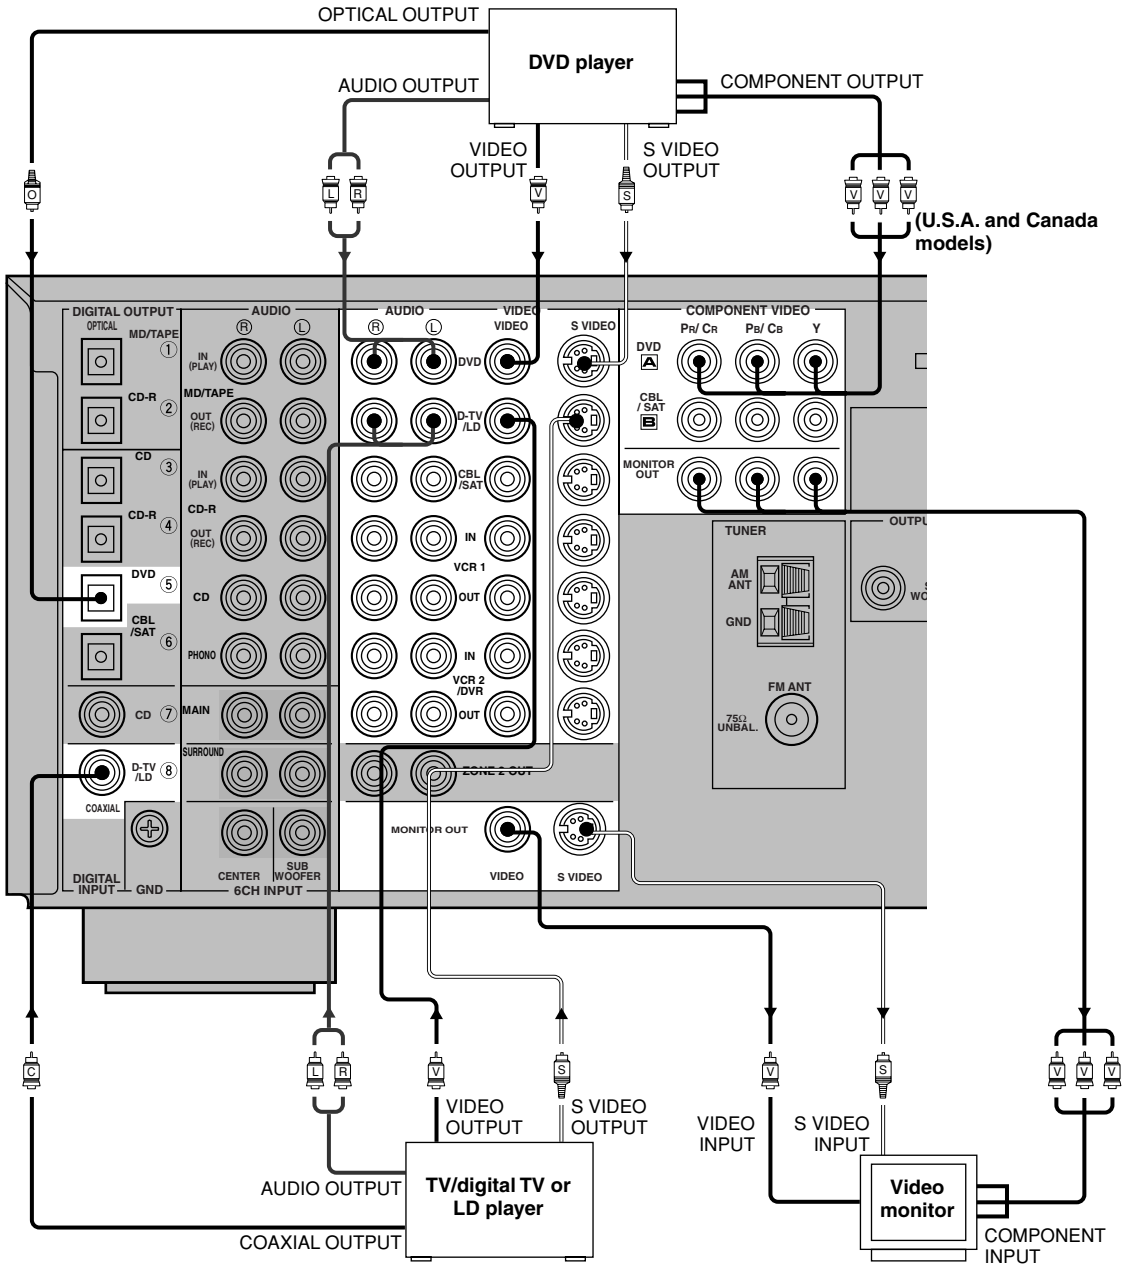 OPTICAL OUTPUT
DVD player
AUDIO OUTPUT
COMPONENT OUTPUT
VIDEO
OUTPUT
S VIDEO
OUTPUT
O
L
R
V
S
V
V
V
(U.S.A. and Canada
models)
DIGITAL OUTPUT
OPTICAL
MD/TAPE
1
CD-R
2
CD
3
CD-R
4
DVD
5
CBL
/SAT
6
CD
7
D-TV
/LD
8
COAXIAL
DIGITAL
INPUT
GND
AUDIO
R
L
IN
(PLAY)
MD/TAPE
OUT
(REC)
IN
(PLAY)
CD-R
OUT
(REC)
CD
PHONO
MAIN
SURROUND
CENTER
SUB
WOOFER
6CH INPUT
AUDIO
R
L
VIDEO
VIDEO
S VIDEO
DVD
D-TV
/LD
CBL
/SAT
IN
VCR 1
OUT
IN
VCR 2
/DVR
OUT
ZONE 2 OUT
MONITOR OUT
VIDEO
S VIDEO
COMPONENT VIDEO
PR/ CR
PB/ CB
Y
DVD
A
CBL
/ SAT
B
MONITOR
OUT
TUNER
AM
ANT
GND
FM ANT
75Ω
UNBAL.
C
L
R
V
S
V
S
V
V
V
VIDEO
OUTPUT
S VIDEO
OUTPUT
VIDEO
INPUT
S VIDEO
INPUT
AUDIO OUTPUT
COAXIAL OUTPUT
TV/digital TV or
LD player
Video
monitor
COMPONENT
INPUT